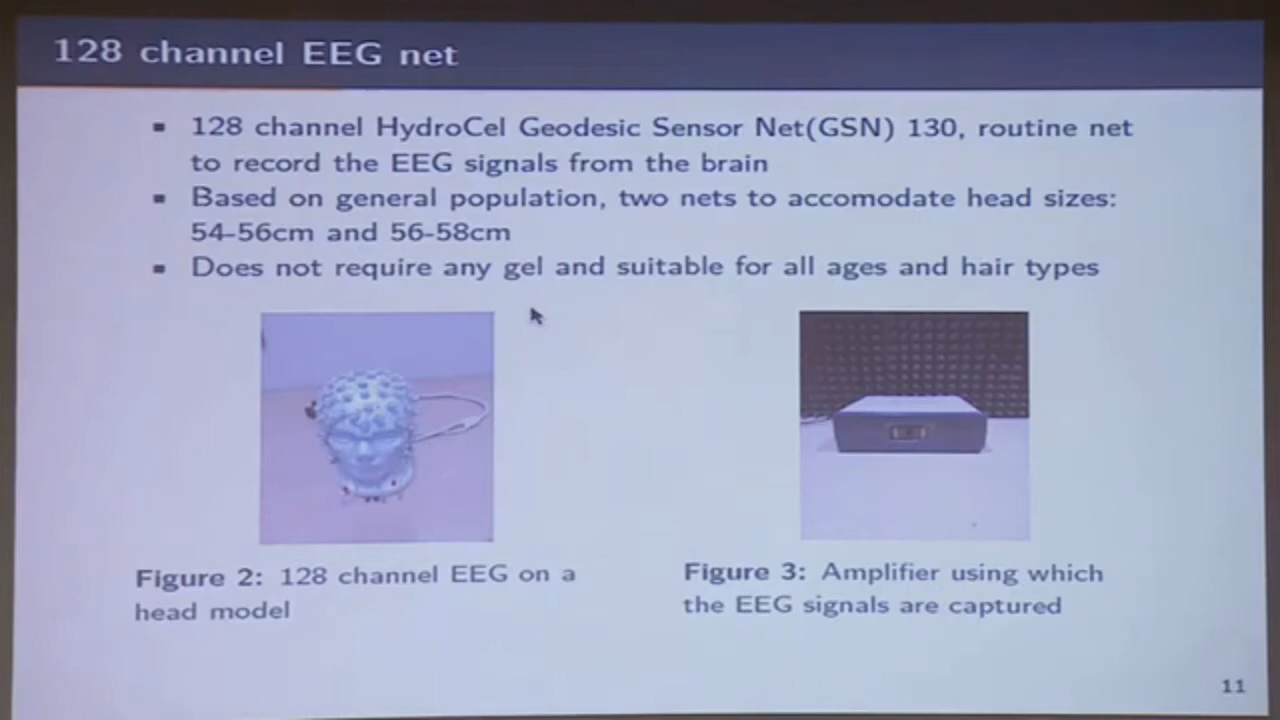 128 channel EEG net
▪ 128 channel HydroCel Geodesic Sensor Net(GSN) 130, routine net
to record the EEG signals from the brain
▪ Based on general population, two nets to accomodate head sizes:
54-56cm and 56-58cm
▪ Does not require any gel and suitable for all ages and hair types
Figure 2: 128 channel EEG on a
head model
Figure 3: Amplifier using which
the EEG signals are captured
11